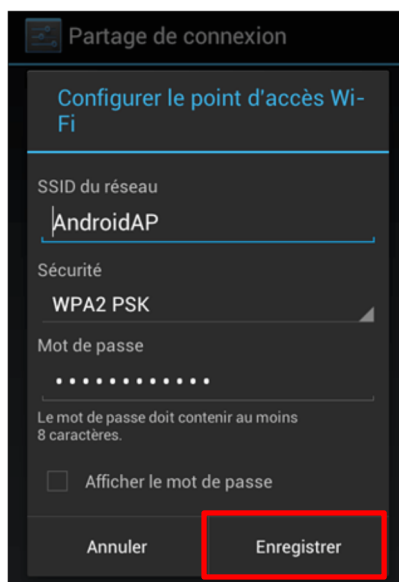 Partage de connexion
Configurer le point d'accès Wi-
Fi
SSID du réseau
AndroidAP
Sécurité
WPA2 PSK
Mot de passe
••••••••••••
Le mot de passe doit contenir au moins
8 caractères.
Afficher le mot de passe
Annuler
Enregistrer